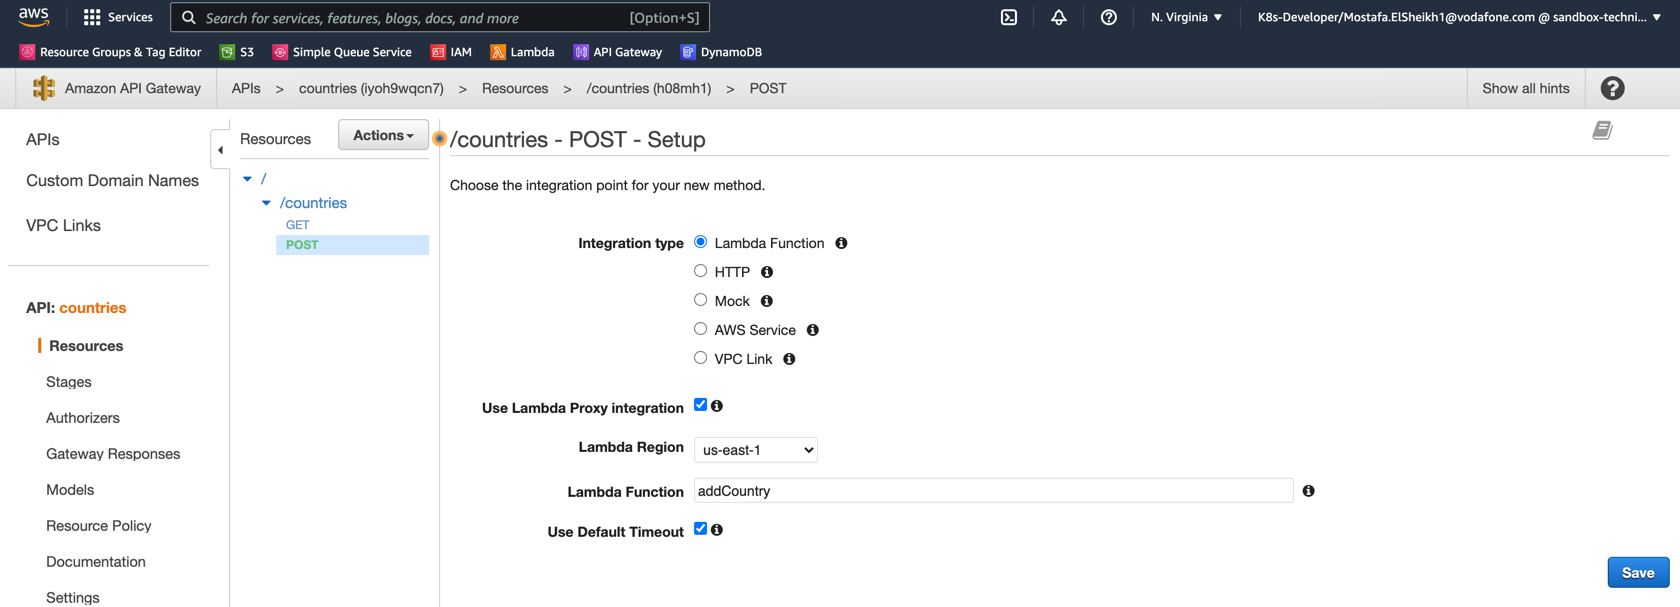 aws
Services
Search for services, features, blogs, docs, and more [Option+S]
N. Virginia ▼
K8s-Developer/Mostafa.ElSheikh1@vodafone.com @ sandbox-techni... ▼
Resource Groups & Tag Editor S3 Simple Queue Service IAM Lambda API Gateway DynamoDB
Amazon API Gateway APIs > countries (iyoh9wqcn7) > Resources > /countries (h08mh1) > POST Show all hints ?
APIs
Custom Domain Names
VPC Links
API: countries
Resources
Stages
Authorizers
Gateway Responses
Models
Resource Policy
Documentation
Settings
Resources Actions
/
/countries
GET
POST
/countries - POST - Setup
Choose the integration point for your new method.
Integration type Lambda Function
HTTP
Mock
AWS Service
VPC Link
Use Lambda Proxy integration
Lambda Region us-east-1
Lambda Function addCountry
Use Default Timeout
Save